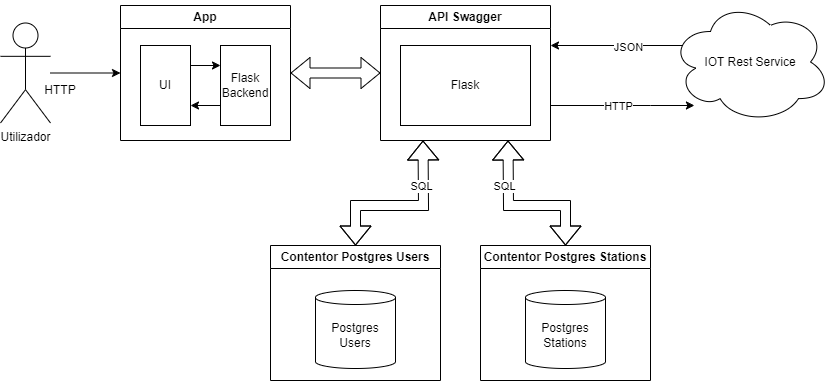 App
API Swagger
UI
Flask
Backend
Flask
JSON
IOT Rest Service
HTTP
HTTP
Utilizador
SQL
SQL
Contentor Postgres Users
Contentor Postgres Stations
Postgres
Users
Postgres
Stations